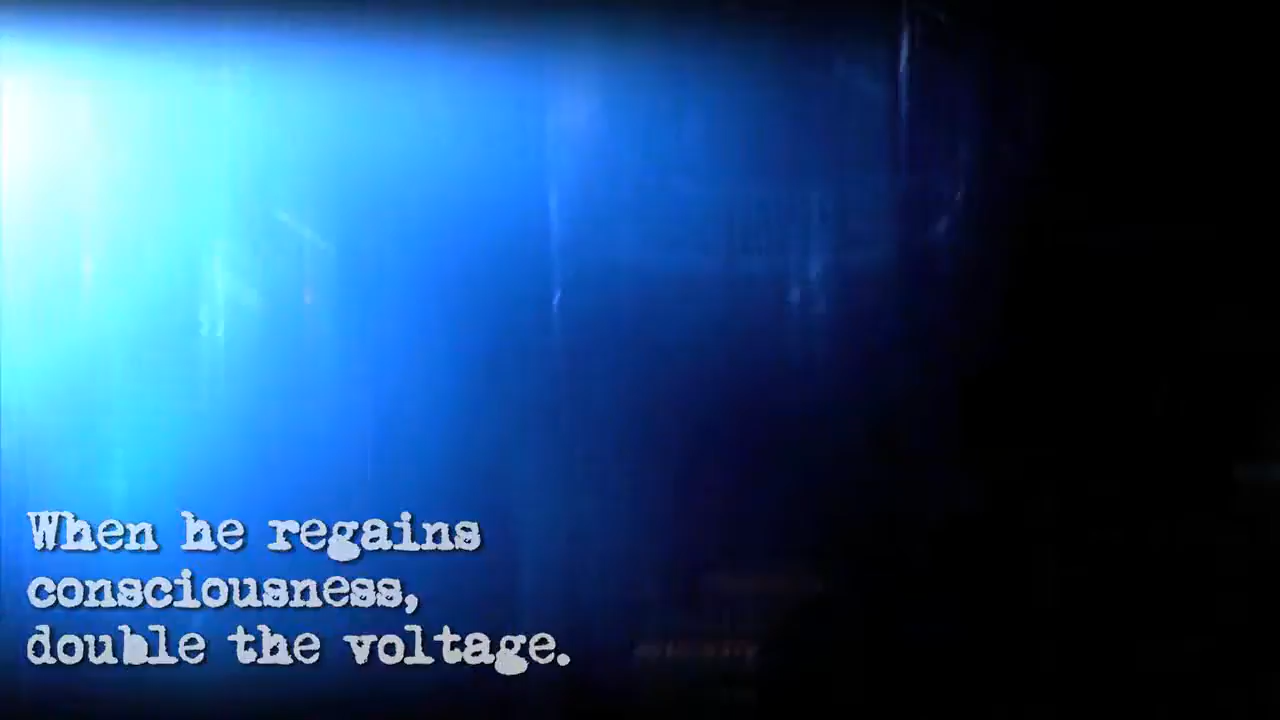 When he regains
consciousness,
double the voltage.